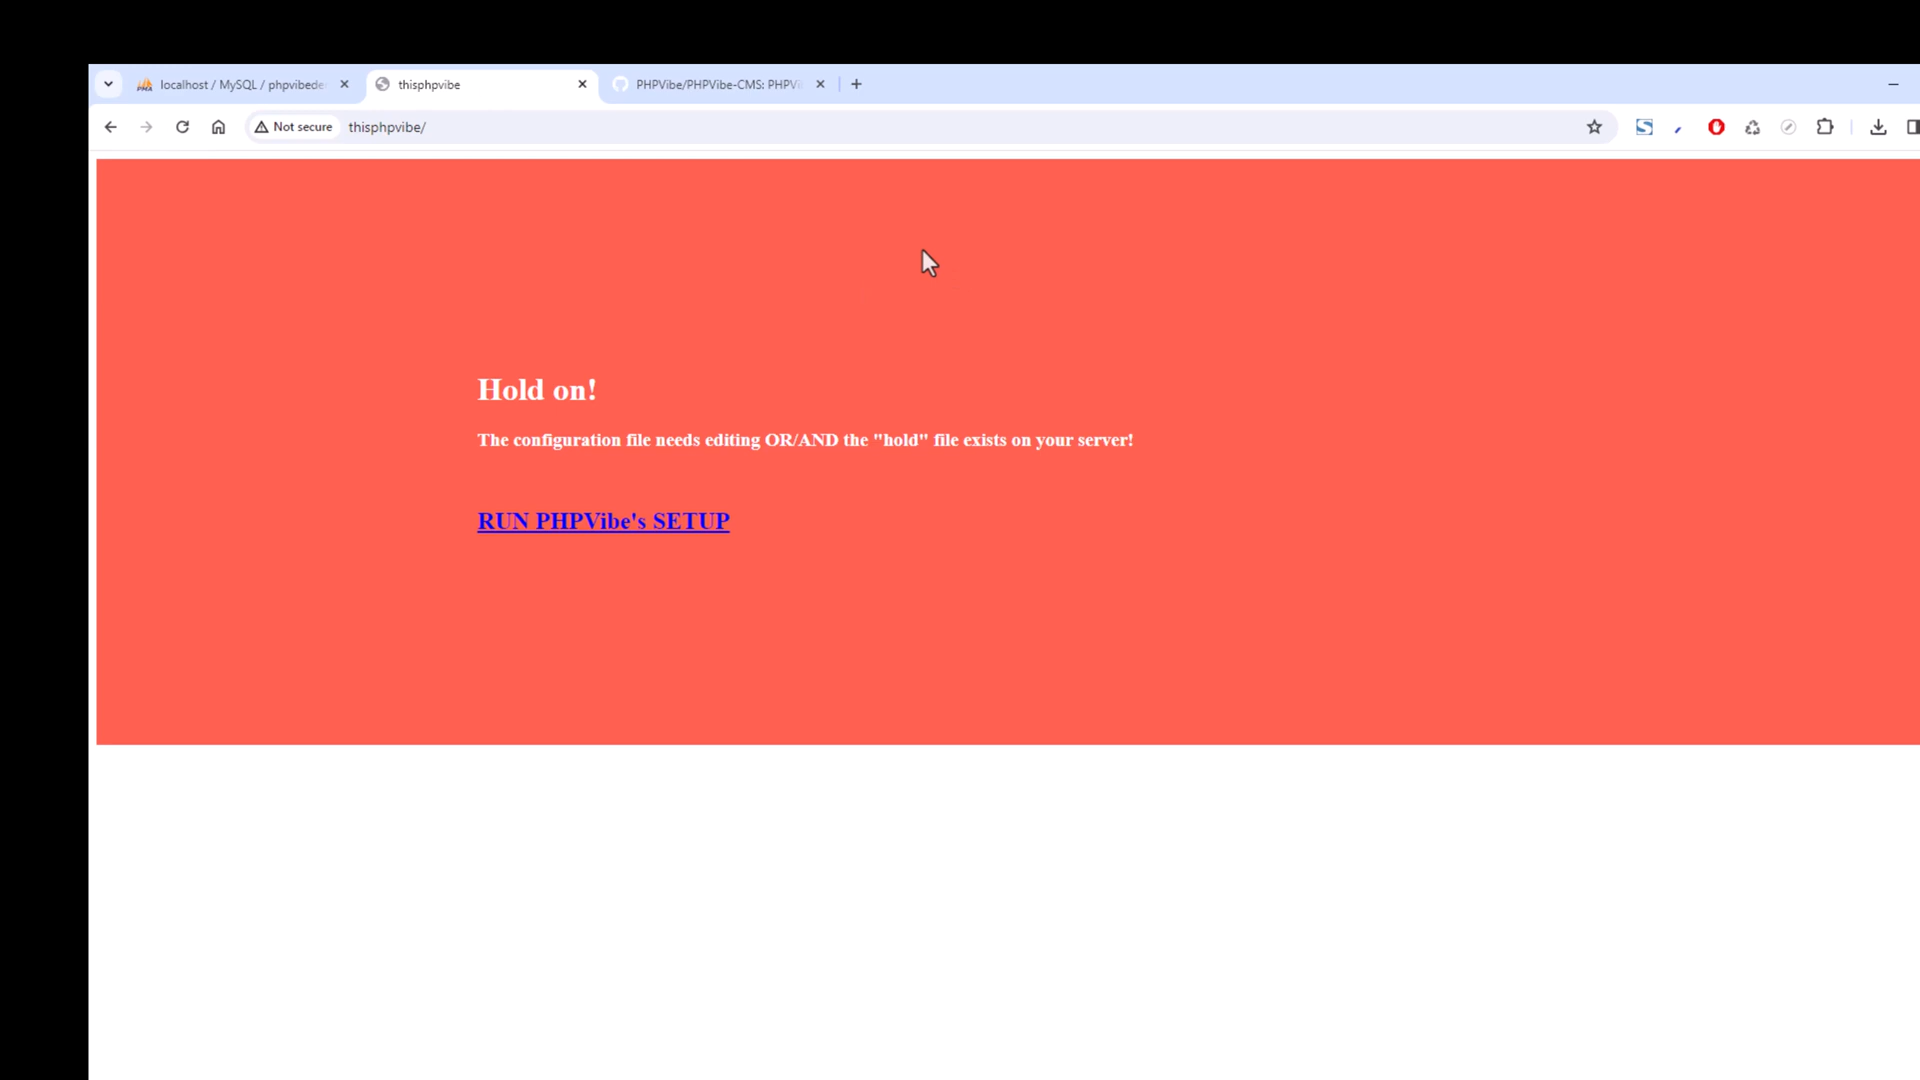 localhost / MySQL / phpvibede
thisphpvibe
PHPVibe/PHPVibe-CMS: PHPVi
Not secure
thisphpvibe/
Hold on!
The configuration file needs editing OR/AND the "hold" file exists on your server!
RUN PHPVibe's SETUP